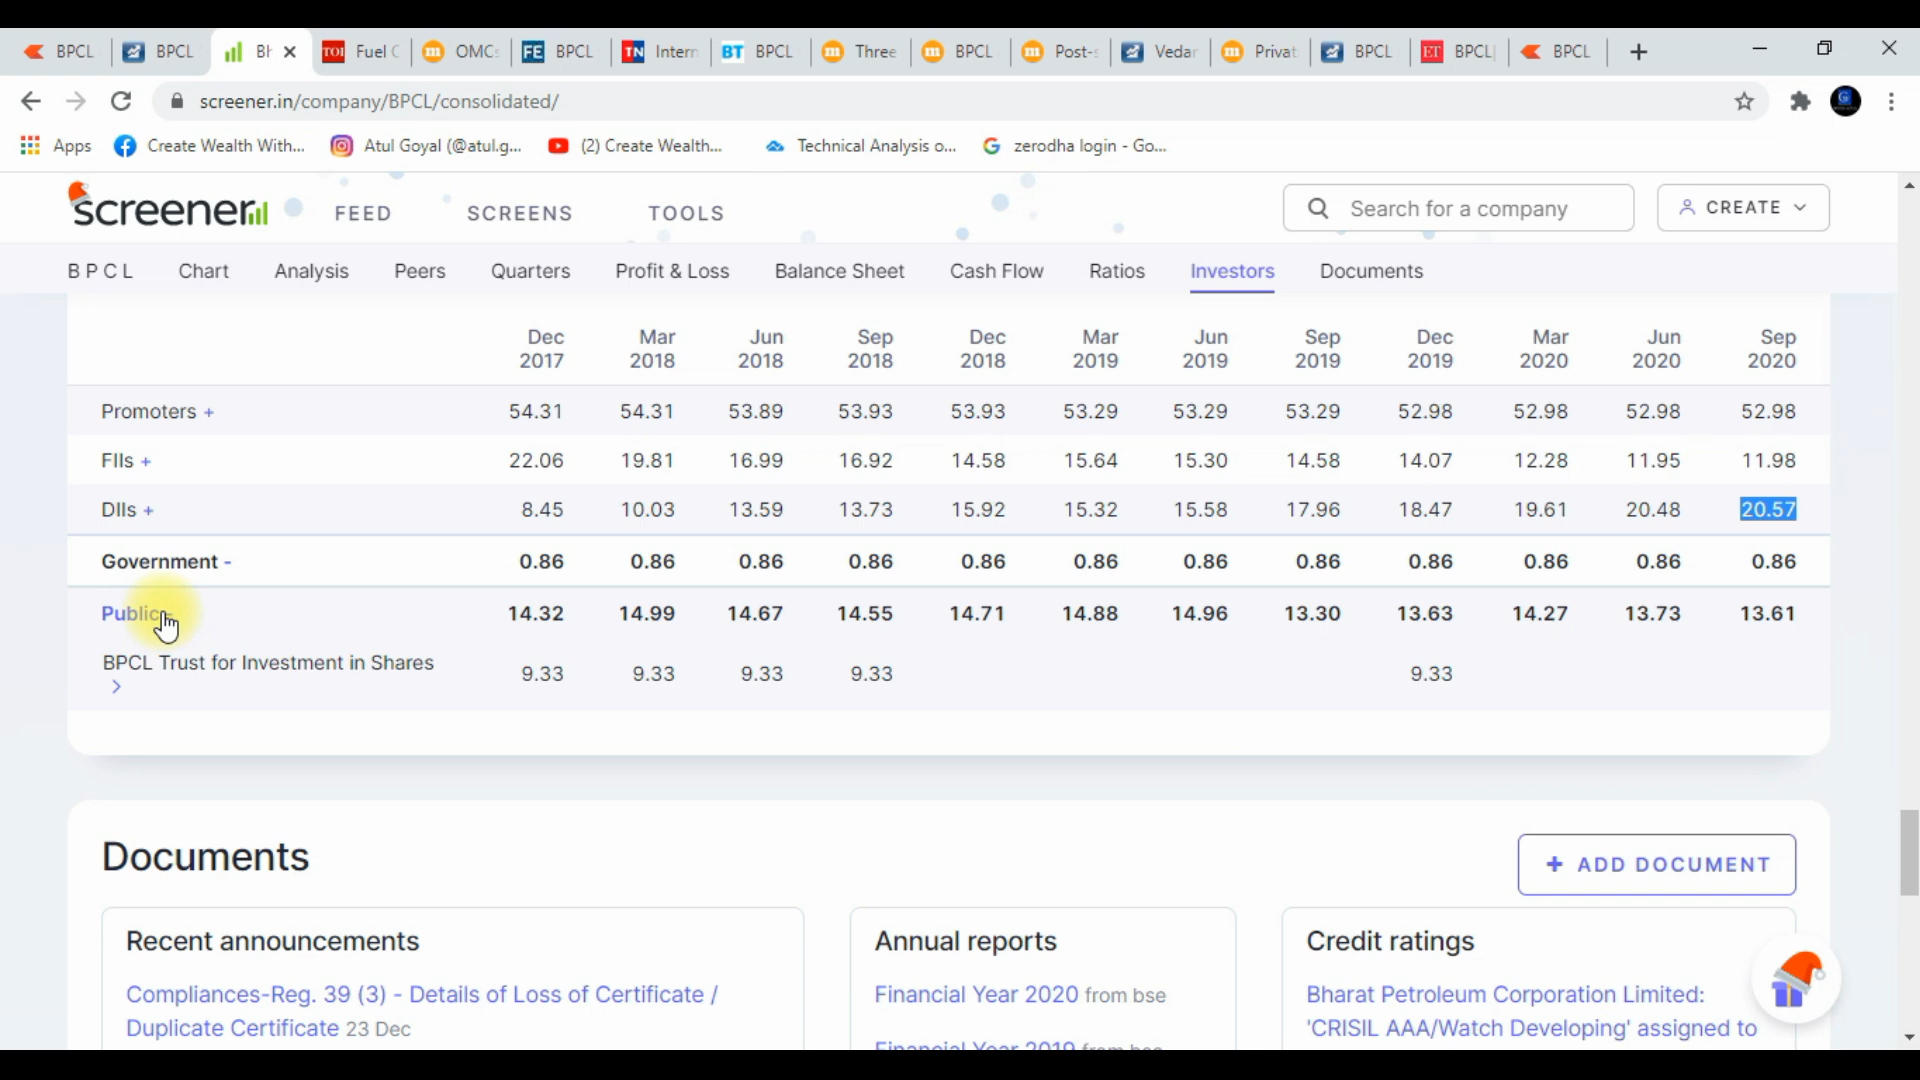 BPCL BPCL Bh TOI Fuel C OMCs FE BPCL TN Intern BT BPCL Three BPCL Post-s Vedan Privat BPCL ET BPCL| BPCL
screener.in/company/BPCL/consolidated/
Apps Create Wealth With... Atul Goyal (@atul.g... (2) Create Wealth... Technical Analysis o... zerodha login - Go...
screener FEED SCREENS TOOLS Search for a company CREATE
B P C L Chart Analysis Peers Quarters Profit & Loss Balance Sheet Cash Flow Ratios Investors Documents
Dec Mar Jun Sep Dec Mar Jun Sep Dec Mar Jun Sep
2017 2018 2018 2018 2018 2019 2019 2019 2019 2020 2020 2020
Promoters + 54.31 54.31 53.89 53.93 53.93 53.29 53.29 53.29 52.98 52.98 52.98 52.98
FIIs + 22.06 19.81 16.99 16.92 14.58 15.64 15.30 14.58 14.07 12.28 11.95 11.98
DIIs + 8.45 10.03 13.59 13.73 15.92 15.32 15.58 17.96 18.47 19.61 20.48 20.57
Government - 0.86 0.86 0.86 0.86 0.86 0.86 0.86 0.86 0.86 0.86 0.86 0.86
Public - 14.32 14.99 14.67 14.55 14.71 14.88 14.96 13.30 13.63 14.27 13.73 13.61
BPCL Trust for Investment in Shares 9.33 9.33 9.33 9.33 9.33
Documents
+ ADD DOCUMENT
Recent announcements Annual reports Credit ratings
Compliances-Reg. 39 (3) - Details of Loss of Certificate / Financial Year 2020 from bse Bharat Petroleum Corporation Limited:
Duplicate Certificate 23 Dec 'CRISIL AAA/Watch Developing' assigned to
Financial Year 2019 from bse